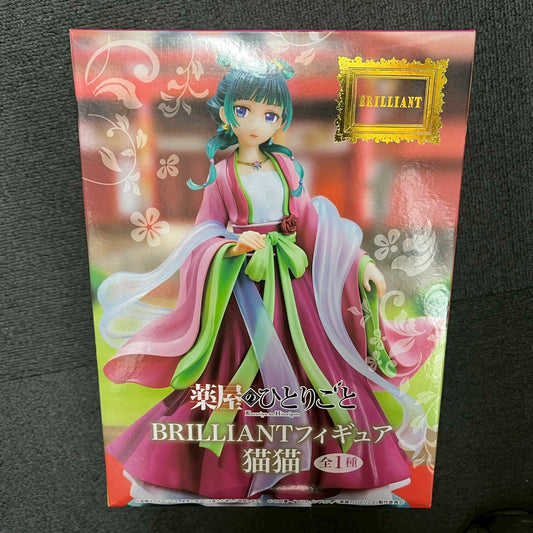 BRILLIANT
薬屋のひとりごと
Kusuriya no Hitorigoto
BRILLIANTフィギュア
猫猫 全1種